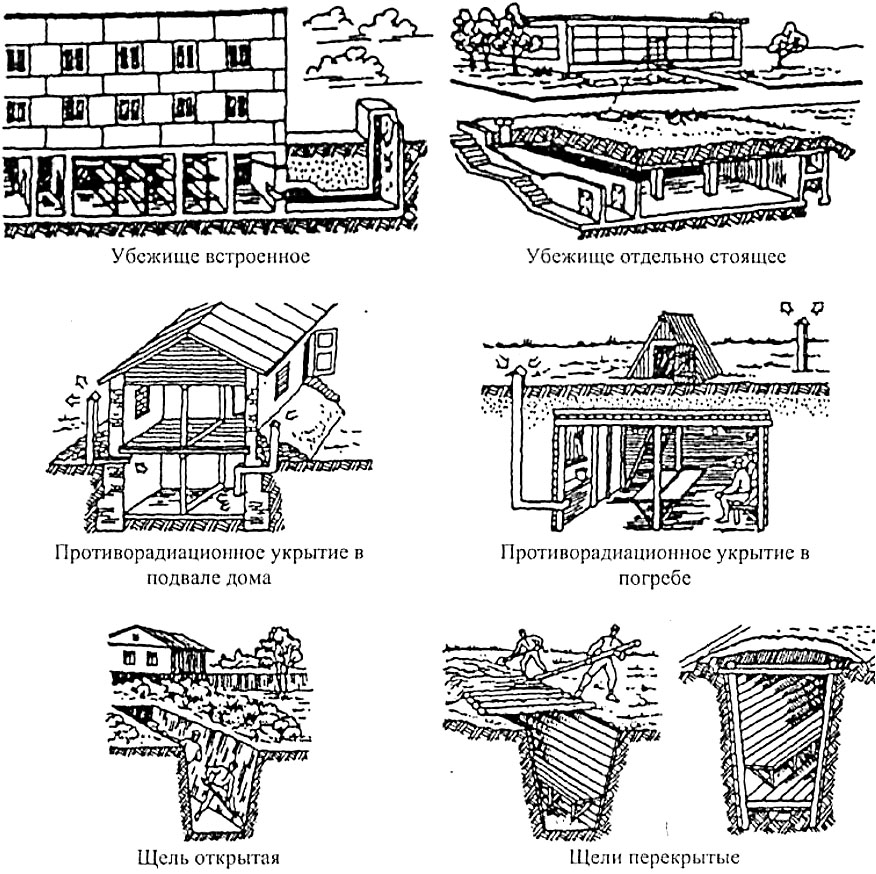 Убежище встроенное
Убежище отдельно стоящее
Противорадиационное укрытие в
подвале дома
Противорадиационное укрытие в
погребе
Щель открытая
Щели перекрытые